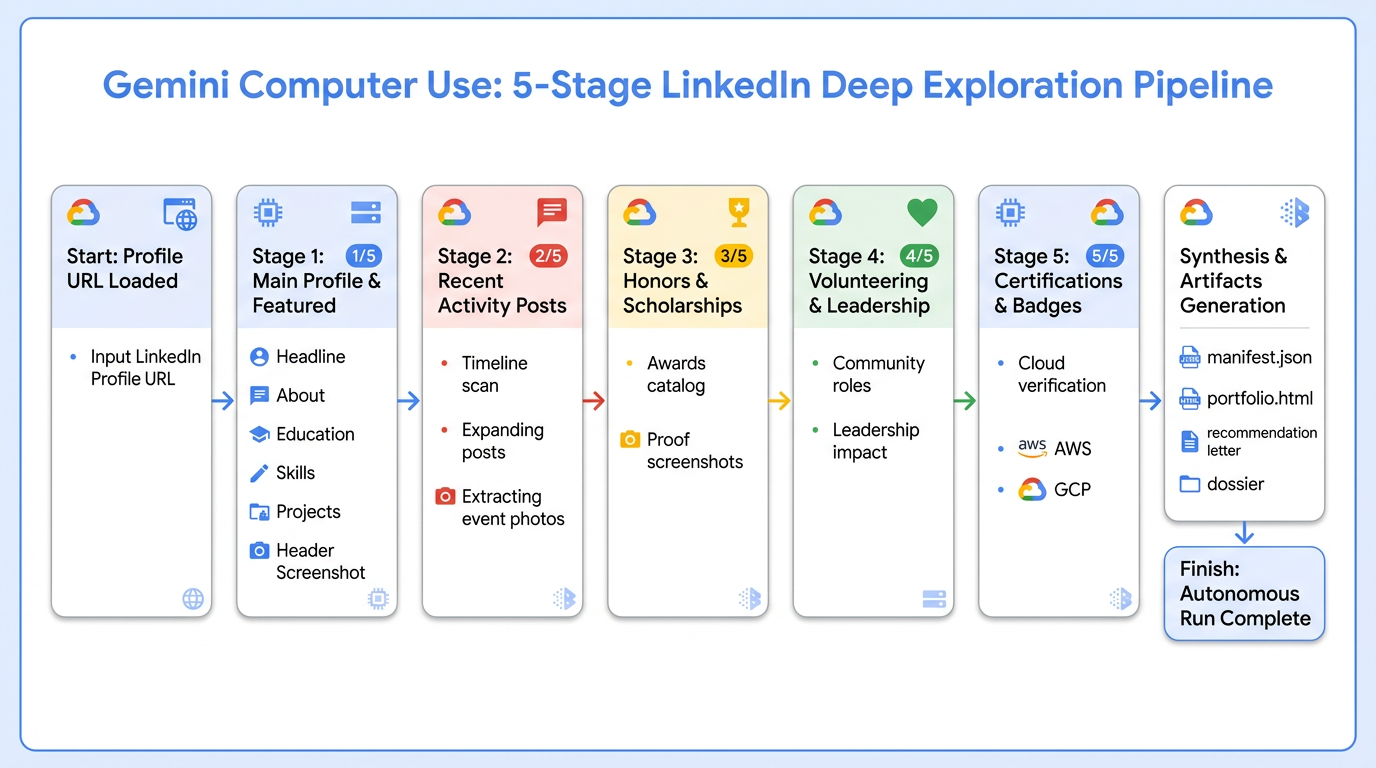 Gemini Computer Use: 5-Stage LinkedIn Deep Exploration Pipeline
Start: Profile
URL Loaded
Input LinkedIn
Profile URL
Stage 1: 1/5
Main Profile &
Featured
Headline
About
Education
Skills
Projects
Header
Screenshot
Stage 2: 2/5
Recent
Activity Posts
Timeline
scan
Expanding
posts
Extracting
event photos
Stage 3: 3/5
Honors &
Scholarships
Awards
catalog
Proof
screenshots
Stage 4: 4/5
Volunteering
& Leadership
Community
roles
Leadership
impact
Stage 5: 5/5
Certifications
& Badges
Cloud
verification
aws AWS
GCP
Synthesis &
Artifacts
Generation
manifest.json
HTML portfolio.html
recommendation
letter
dossier
Finish:
Autonomous
Run Complete